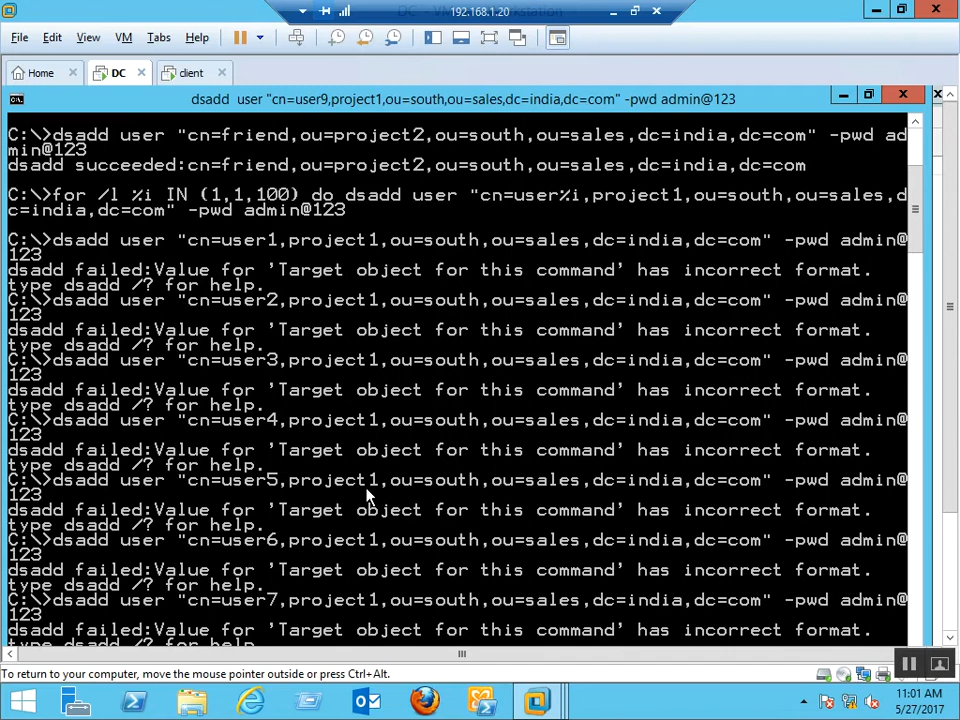 DC - VMware Workstation
192.168.1.20
File Edit View VM Tabs Help
Home DC client
dsadd user "cn=user9,project1,ou=south,ou=sales,dc=india,dc=com" -pwd admin@123
C:\>dsadd user "cn=friend,ou=project2,ou=south,ou=sales,dc=india,dc=com" -pwd ad
min@123
dsadd succeeded:cn=friend,ou=project2,ou=south,ou=sales,dc=india,dc=com
C:\>for /l %i IN (1,1,100) do dsadd user "cn=user%i,project1,ou=south,ou=sales,d
c=india,dc=com" -pwd admin@123
C:\>dsadd user "cn=user1,project1,ou=south,ou=sales,dc=india,dc=com" -pwd admin@
123
dsadd failed:Value for 'Target object for this command' has incorrect format.
type dsadd /? for help.
C:\>dsadd user "cn=user2,project1,ou=south,ou=sales,dc=india,dc=com" -pwd admin@
123
dsadd failed:Value for 'Target object for this command' has incorrect format.
type dsadd /? for help.
C:\>dsadd user "cn=user3,project1,ou=south,ou=sales,dc=india,dc=com" -pwd admin@
123
dsadd failed:Value for 'Target object for this command' has incorrect format.
type dsadd /? for help.
C:\>dsadd user "cn=user4,project1,ou=south,ou=sales,dc=india,dc=com" -pwd admin@
123
dsadd failed:Value for 'Target object for this command' has incorrect format.
type dsadd /? for help.
C:\>dsadd user "cn=user5,project1,ou=south,ou=sales,dc=india,dc=com" -pwd admin@
123
dsadd failed:Value for 'Target object for this command' has incorrect format.
type dsadd /? for help.
C:\>dsadd user "cn=user6,project1,ou=south,ou=sales,dc=india,dc=com" -pwd admin@
123
dsadd failed:Value for 'Target object for this command' has incorrect format.
type dsadd /? for help.
C:\>dsadd user "cn=user7,project1,ou=south,ou=sales,dc=india,dc=com" -pwd admin@
123
dsadd failed:Value for 'Target object for this command' has incorrect format.
type dsadd /? for help.
To return to your computer, move the mouse pointer outside or press Ctrl+Alt.
11:01 AM
5/27/2017